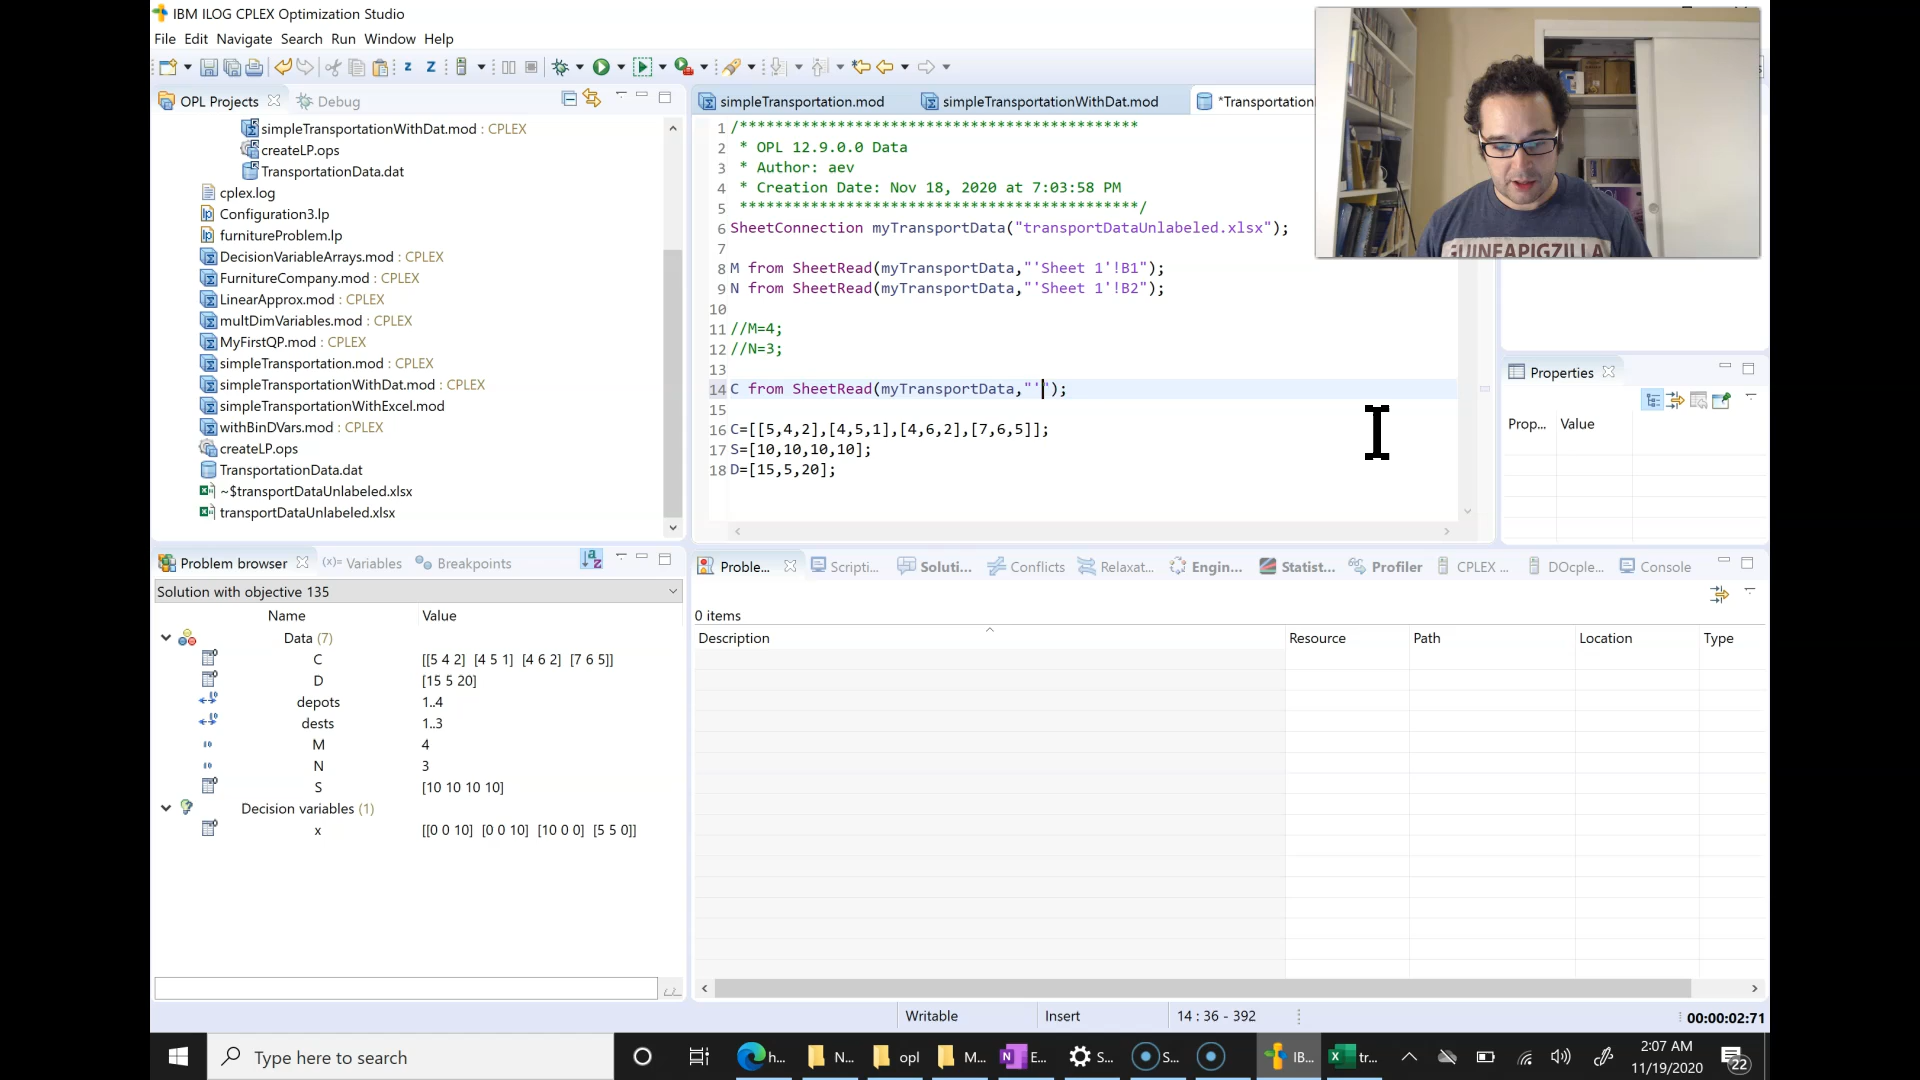 IBM ILOG CPLEX Optimization Studio
File Edit Navigate Search Run Window Help
OPL Projects Debug
simpleTransportationWithDat.mod : CPLEX
createLP.ops
TransportationData.dat
cplex.log
Configuration3.lp
furnitureProblem.lp
DecisionVariableArrays.mod : CPLEX
FurnitureCompany.mod : CPLEX
LinearApprox.mod : CPLEX
multDimVariables.mod : CPLEX
MyFirstQP.mod : CPLEX
simpleTransportation.mod : CPLEX
simpleTransportationWithDat.mod : CPLEX
simpleTransportationWithExcel.mod
withBinDVars.mod : CPLEX
createLP.ops
TransportationData.dat
~$transportDataUnlabeled.xlsx
transportDataUnlabeled.xlsx
simpleTransportation.mod simpleTransportationWithDat.mod *Transportation
1 /*********************************************
2 * OPL 12.9.0.0 Data
3 * Author: aev
4 * Creation Date: Nov 18, 2020 at 7:03:58 PM
5 *********************************************/
6 SheetConnection myTransportData("transportDataUnlabeled.xlsx");
7
8 M from SheetRead(myTransportData,"'Sheet 1'!B1");
9 N from SheetRead(myTransportData,"'Sheet 1'!B2");
10
11 //M=4;
12 //N=3;
13
14 C from SheetRead(myTransportData,"'");
15
16 C=[[5,4,2],[4,5,1],[4,6,2],[7,6,5]];
17 S=[10,10,10,10];
18 D=[15,5,20];
GUINEAPIGZILLA
Properties
Prop... Value
Problem browser (x)= Variables Breakpoints
Solution with objective 135
Name Value
Data (7)
C [[5 4 2] [4 5 1] [4 6 2] [7 6 5]]
D [15 5 20]
depots 1..4
dests 1..3
M 4
N 3
S [10 10 10 10]
Decision variables (1)
x [[0 0 10] [0 0 10] [10 0 0] [5 5 0]]
Proble... Scripti... Soluti... Conflicts Relaxat... Engin... Statist... Profiler CPLEX ... DOcple... Console
0 items
Description Resource Path Location Type
Writable Insert 14 : 36 - 392 00:00:02:71
Type here to search
h... N... opl M... E... S... S... IB... tr...
2:07 AM
11/19/2020
22